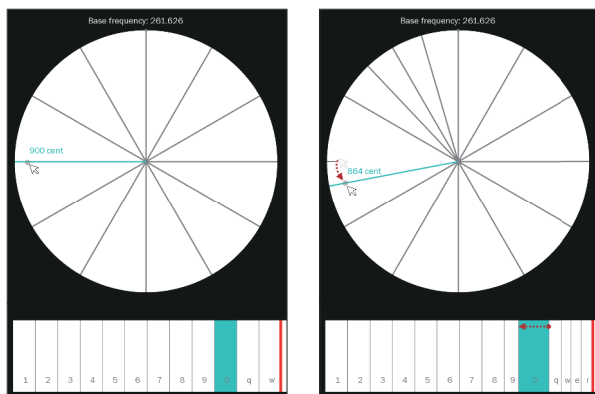 Base frequency: 261.626
900 cent
1 2 3 4 5 6 7 8 9 0 q w
Base frequency: 261.626
864 cent
1 2 3 4 5 6 7 8 9 0 q w e r